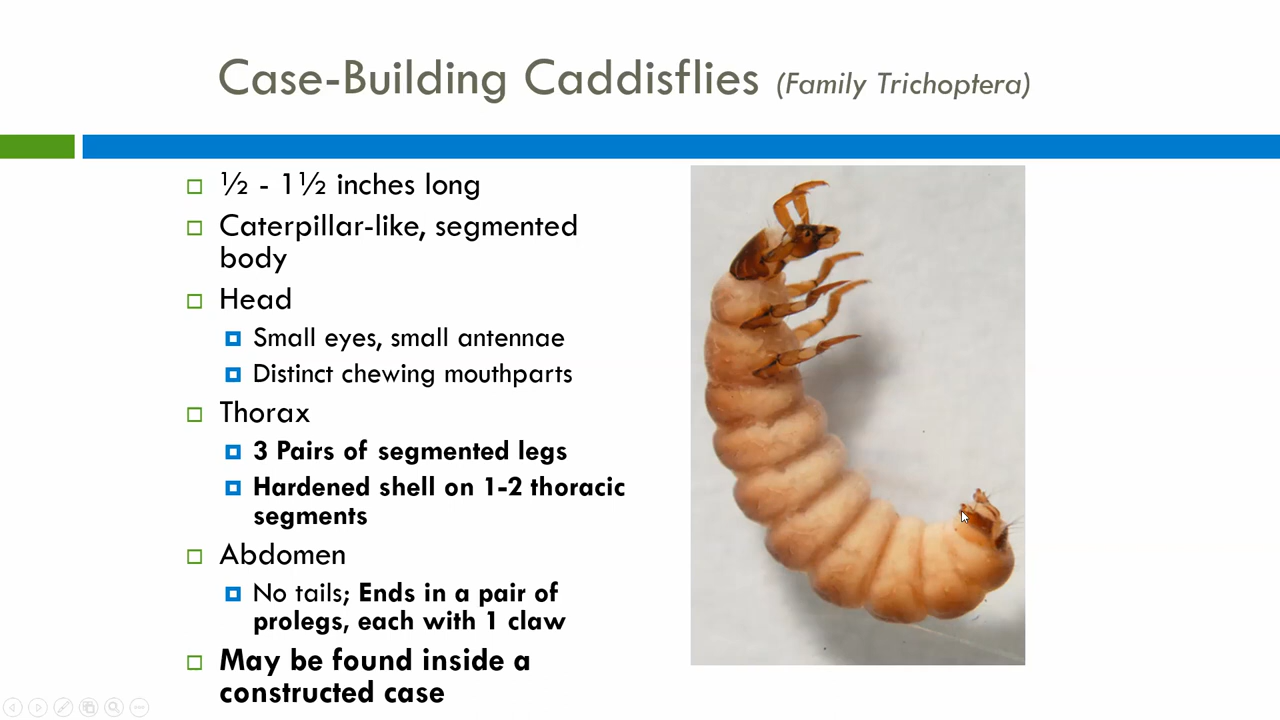 Case-Building Caddisflies (Family Trichoptera)
½ - 1½ inches long
Caterpillar-like, segmented
body
Head
Small eyes, small antennae
Distinct chewing mouthparts
Thorax
3 Pairs of segmented legs
Hardened shell on 1-2 thoracic
segments
Abdomen
No tails; Ends in a pair of
prolegs, each with 1 claw
May be found inside a
constructed case